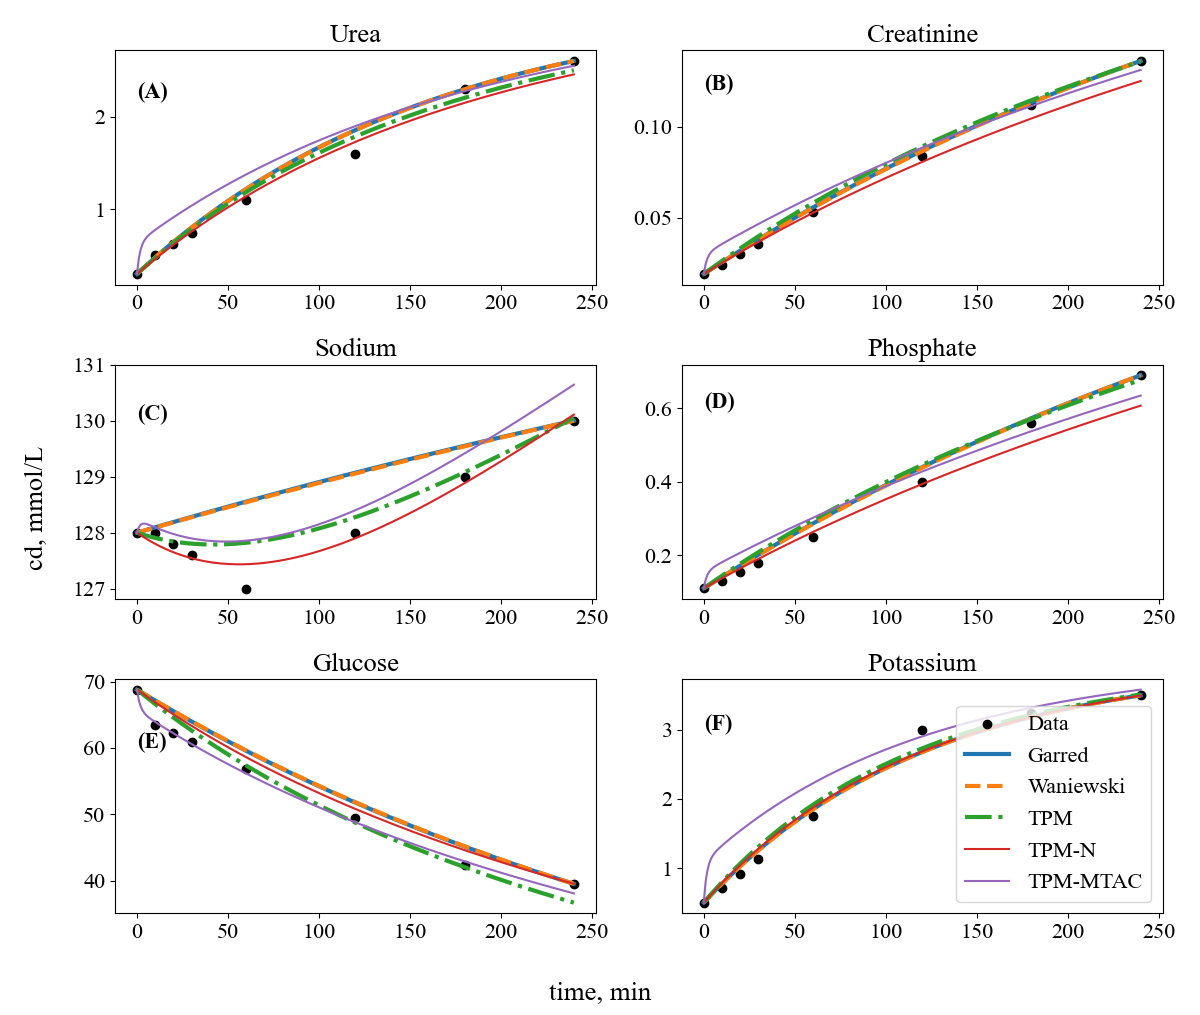 Urea
(A)
2
1
0 50 100 150 200 250
Creatinine
(B)
0.10
0.05
0 50 100 150 200 250
Sodium
(C)
131
130
129
128
127
0 50 100 150 200 250
Phosphate
(D)
0.6
0.4
0.2
0 50 100 150 200 250
cd, mmol/L
Glucose
(E)
70
60
50
40
0 50 100 150 200 250
Potassium
(F)
3
2
1
Data
Garred
Waniewski
TPM
TPM-N
TPM-MTAC
0 50 100 150 200 250
time, min